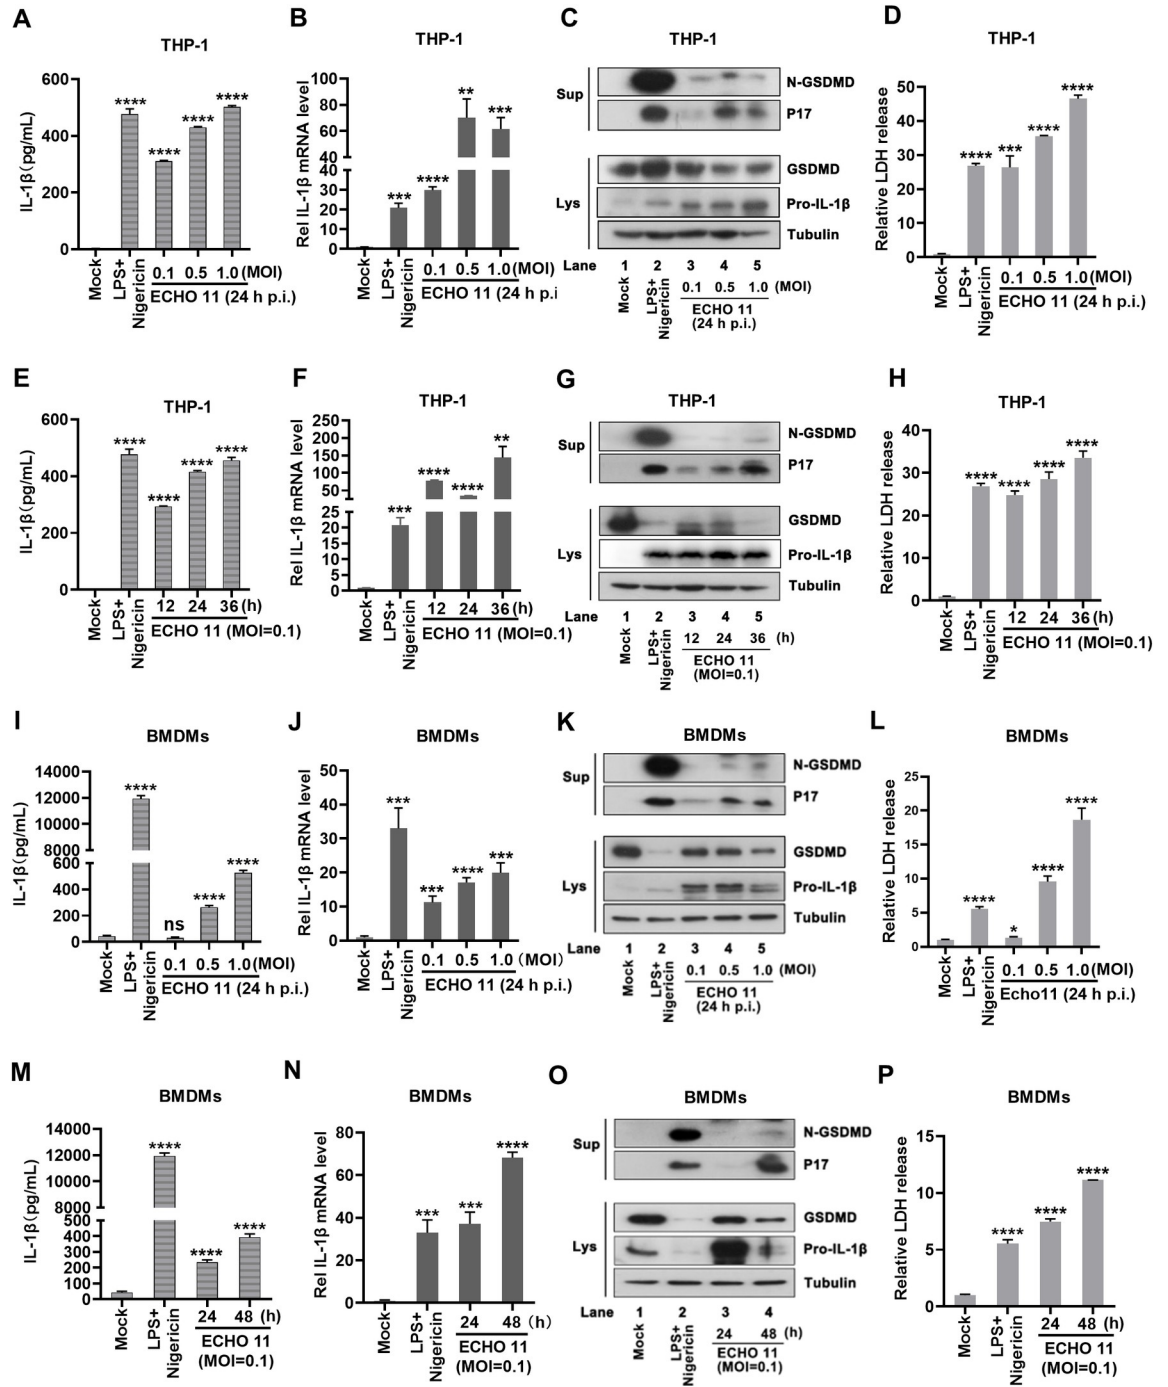 A
THP-1
IL-1β(pg/mL)
600
400
200
0
****
****
****
****
Mock
LPS+
Nigericin
0.1 0.5 1.0 (MOI)
ECHO 11 (24 h p.i.)
B
THP-1
Rel IL-1β mRNA level
100
80
60
40
40
30
20
10
0
***
****
**
***
Mock
LPS+
Nigericin
0.1 0.5 1.0(MOI)
ECHO 11 (24 h p.i
C
THP-1
Sup
N-GSDMD
P17
Lys
GSDMD
Pro-IL-1β
Tubulin
Lane 1 2 3 4 5
Mock
LPS+
Nigericin
0.1 0.5 1.0 (MOI)
ECHO 11
(24 h p.i.)
D
THP-1
Relative LDH release
50
40
30
20
10
0
****
***
****
****
Mock
LPS+
Nigericin
0.1 0.5 1.0(MOI)
ECHO 11 (24 h p.i.)
E
THP-1
IL-1β(pg/mL)
600
400
200
0
****
****
****
****
Mock
LPS+
Nigericin
12 24 36 (h)
ECHO 11 (MOI=0.1)
F
THP-1
Rel IL-1β mRNA level
250
200
150
100
50
25
20
15
10
5
0
***
****
****
**
Mock
LPS+
Nigericin
12 24 36 (h)
ECHO 11 (MOI=0.1)
G
THP-1
Sup
N-GSDMD
P17
Lys
GSDMD
Pro-IL-1β
Tubulin
Lane 1 2 3 4 5
Mock
LPS+
Nigericin
12 24 36 (h)
ECHO 11
(MOI=0.1)
H
THP-1
Relative LDH release
40
30
20
10
0
****
****
****
****
Mock
LPS+
Nigericin
12 24 36 (h)
ECHO 11 (MOI=0.1)
I
BMDMs
IL-1β(pg/mL)
14000
12000
10000
8000
600
400
200
0
****
ns
****
****
Mock
LPS+
Nigericin
0.1 0.5 1.0(MOI)
ECHO 11 (24 h p.i.)
J
BMDMs
Rel IL-1β mRNA level
50
40
30
20
10
0
***
***
****
***
Mock
LPS+
Nigericin
0.1 0.5 1.0 (MOI)
ECHO 11 (24 h p.i.)
K
BMDMs
Sup
N-GSDMD
P17
Lys
GSDMD
Pro-IL-1β
Tubulin
Lane 1 2 3 4 5
Mock
LPS+
Nigericin
0.1 0.5 1.0 (MOI)
ECHO 11
(24 h p.i.)
L
BMDMs
Relative LDH release
25
20
15
10
5
0
****
*
****
****
Mock
LPS+
Nigericin
0.1 0.5 1.0(MOI)
Echo11 (24 h p.i.)
M
BMDMs
IL-1β(pg/mL)
14000
12000
10000
8000
500
400
300
200
100
0
****
****
****
Mock
LPS+
Nigericin
24 48 (h)
ECHO 11
(MOI=0.1)
N
BMDMs
Rel IL-1β mRNA level
80
60
40
20
0
***
***
****
Mock
LPS+
Nigericin
24 48 (h)
ECHO 11
(MOI=0.1)
O
BMDMs
Sup
N-GSDMD
P17
Lys
GSDMD
Pro-IL-1β
Tubulin
Lane 1 2 3 4
Mock
LPS+
Nigericin
24 48 (h)
ECHO 11
(MOI=0.1)
P
BMDMs
Relative LDH release
15
10
5
0
****
****
****
Mock
LPS+
Nigericin
24 48 (h)
ECHO 11
(MOI=0.1)